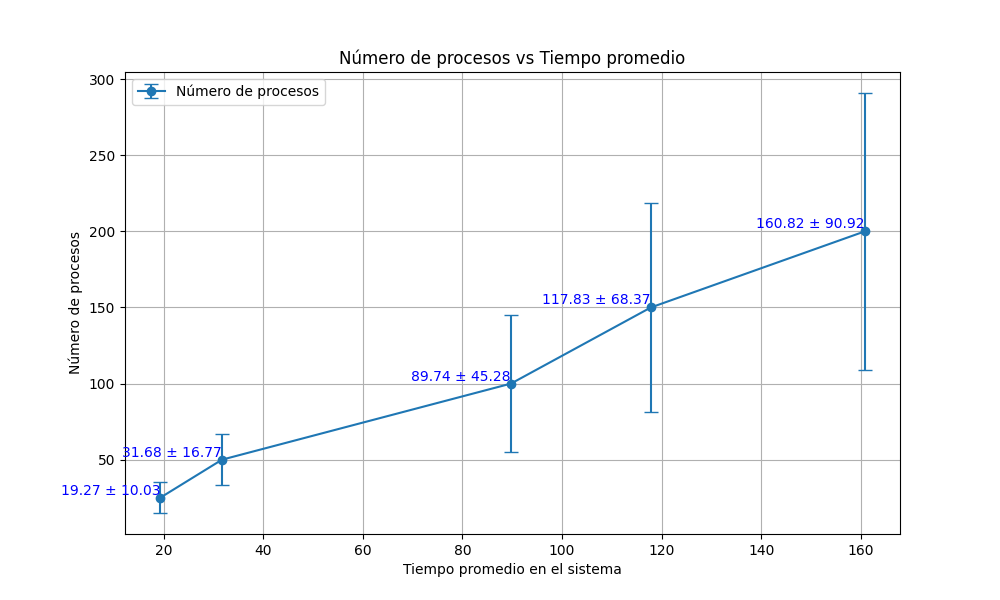 Número de procesos vs Tiempo promedio
Número de procesos
300
250
200
150
100
50
Número de procesos
160.82 ± 90.92
117.83 ± 68.37
89.74 ± 45.28
31.68 ± 16.77
19.27 ± 10.03
20 40 60 80 100 120 140 160
Tiempo promedio en el sistema